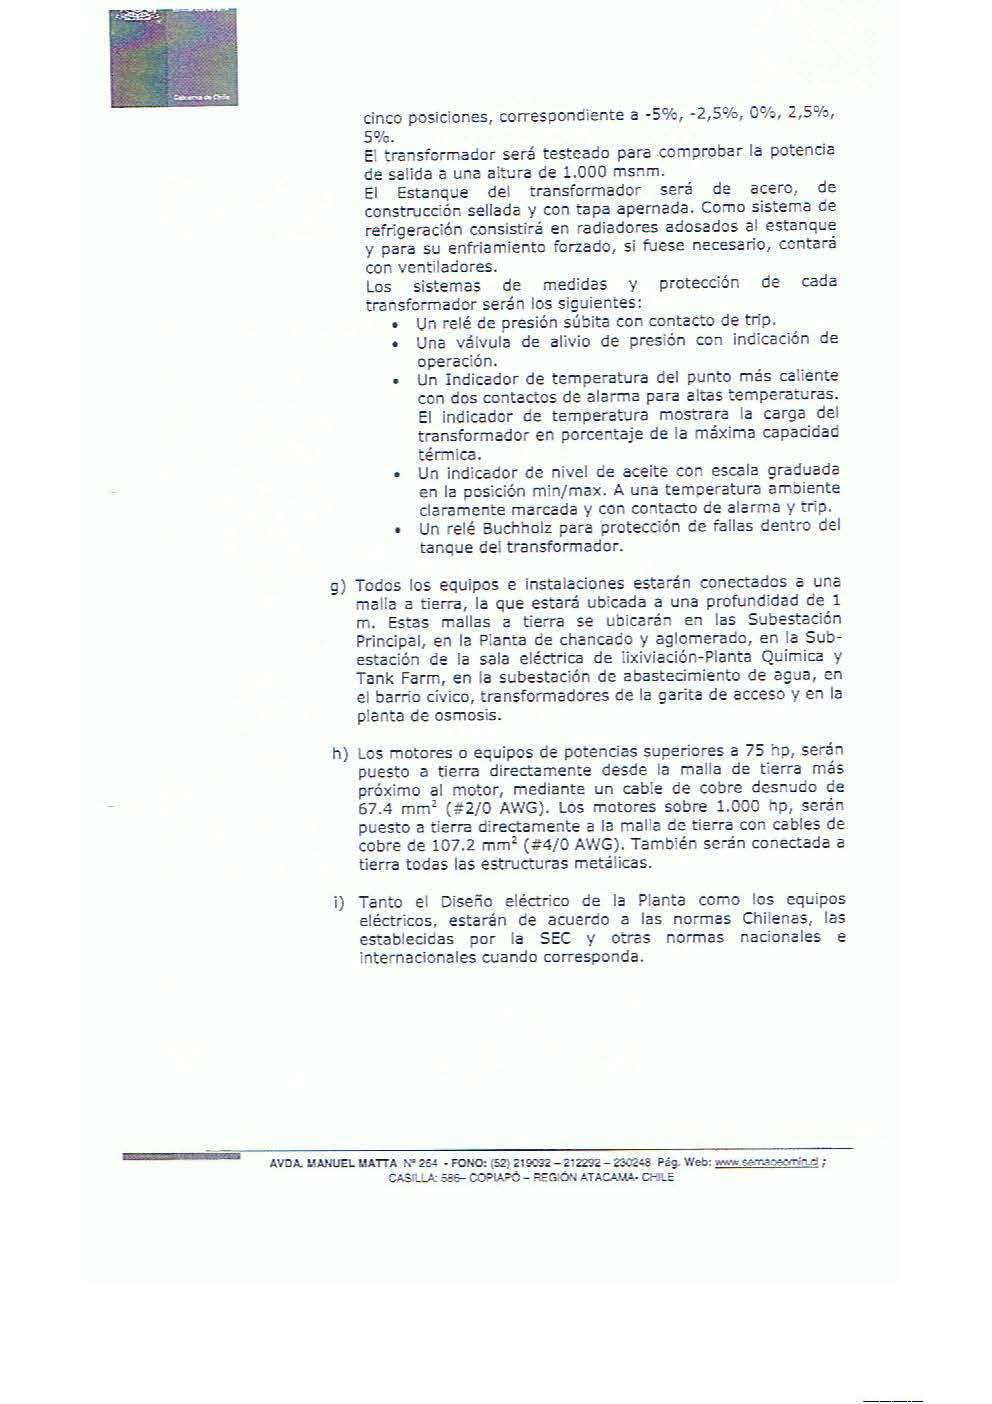 Gobierno de Chile
cinco posiciones, correspondiente a -5%, -2,5%, 0%, 2,5%,
5%.
El transformador será testeado para comprobar la potencia
de salida a una altura de 1.000 msnm.
El Estanque del transformador será de acero, de
construcción sellada y con tapa apernada. Como sistema de
refrigeración consistirá en radiadores adosados al estanque
y para su enfriamiento forzado, si fuese necesario, contará
con ventiladores.
Los sistemas de medidas y protección de cada
transformador serán los siguientes:
• Un relé de presión súbita con contacto de trip.
• Una válvula de alivio de presión con indicación de
operación.
• Un Indicador de temperatura del punto más caliente
con dos contactos de alarma para altas temperaturas.
El indicador de temperatura mostrara la carga del
transformador en porcentaje de la máxima capacidad
térmica.
• Un indicador de nivel de aceite con escala graduada
en la posición min/max. A una temperatura ambiente
claramente marcada y con contacto de alarma y trip.
• Un relé Buchholz para protección de fallas dentro del
tanque del transformador.
g) Todos los equipos e instalaciones estarán conectados a una
malla a tierra, la que estará ubicada a una profundidad de 1
m. Estas mallas a tierra se ubicarán en las Subestación
Principal, en la Planta de chancado y aglomerado, en la Sub-
estación de la sala eléctrica de lixiviación-Planta Química y
Tank Farm, en la subestación de abastecimiento de agua, en
el barrio cívico, transformadores de la garita de acceso y en la
planta de osmosis.
h) Los motores o equipos de potencias superiores a 75 hp, serán
puesto a tierra directamente desde la malla de tierra más
próximo al motor, mediante un cable de cobre desnudo de
67.4 mm² (#2/0 AWG). Los motores sobre 1.000 hp, serán
puesto a tierra directamente a la malla de tierra con cables de
cobre de 107.2 mm² (#4/0 AWG). También serán conectada a
tierra todas las estructuras metálicas.
i) Tanto el Diseño eléctrico de la Planta como los equipos
eléctricos, estarán de acuerdo a las normas Chilenas, las
establecidas por la SEC y otras normas nacionales e
internacionales cuando corresponda.
AVDA. MANUEL MATTA N° 264 - FONO: (52) 219092 – 212292 – 230248 Pág. Web: www.sernageomin.cl ;
CASILLA: 586– COPIAPÓ – REGIÓN ATACAMA- CHILE